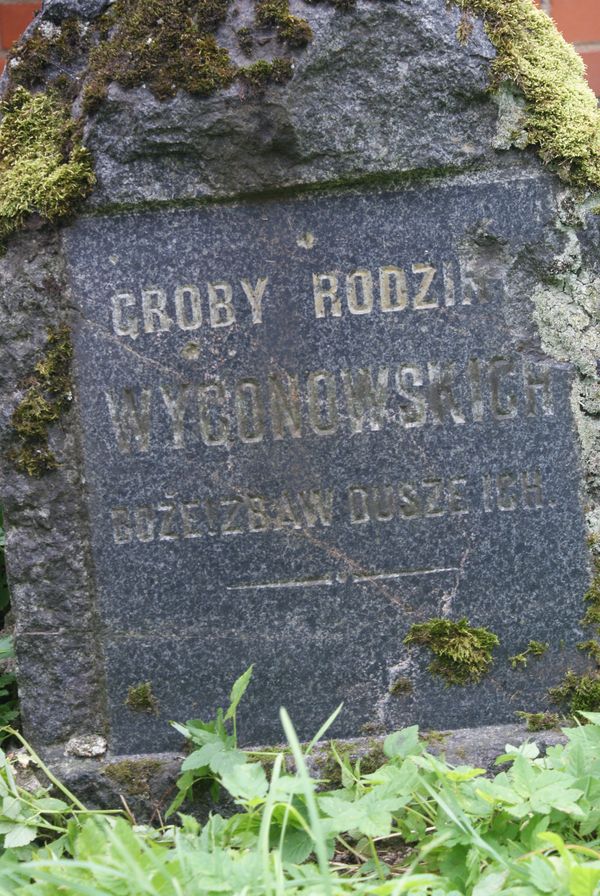 GROBY RODZIN
WYGONOWSKICH
BOŻE! ZBAW DUSZE ICH.